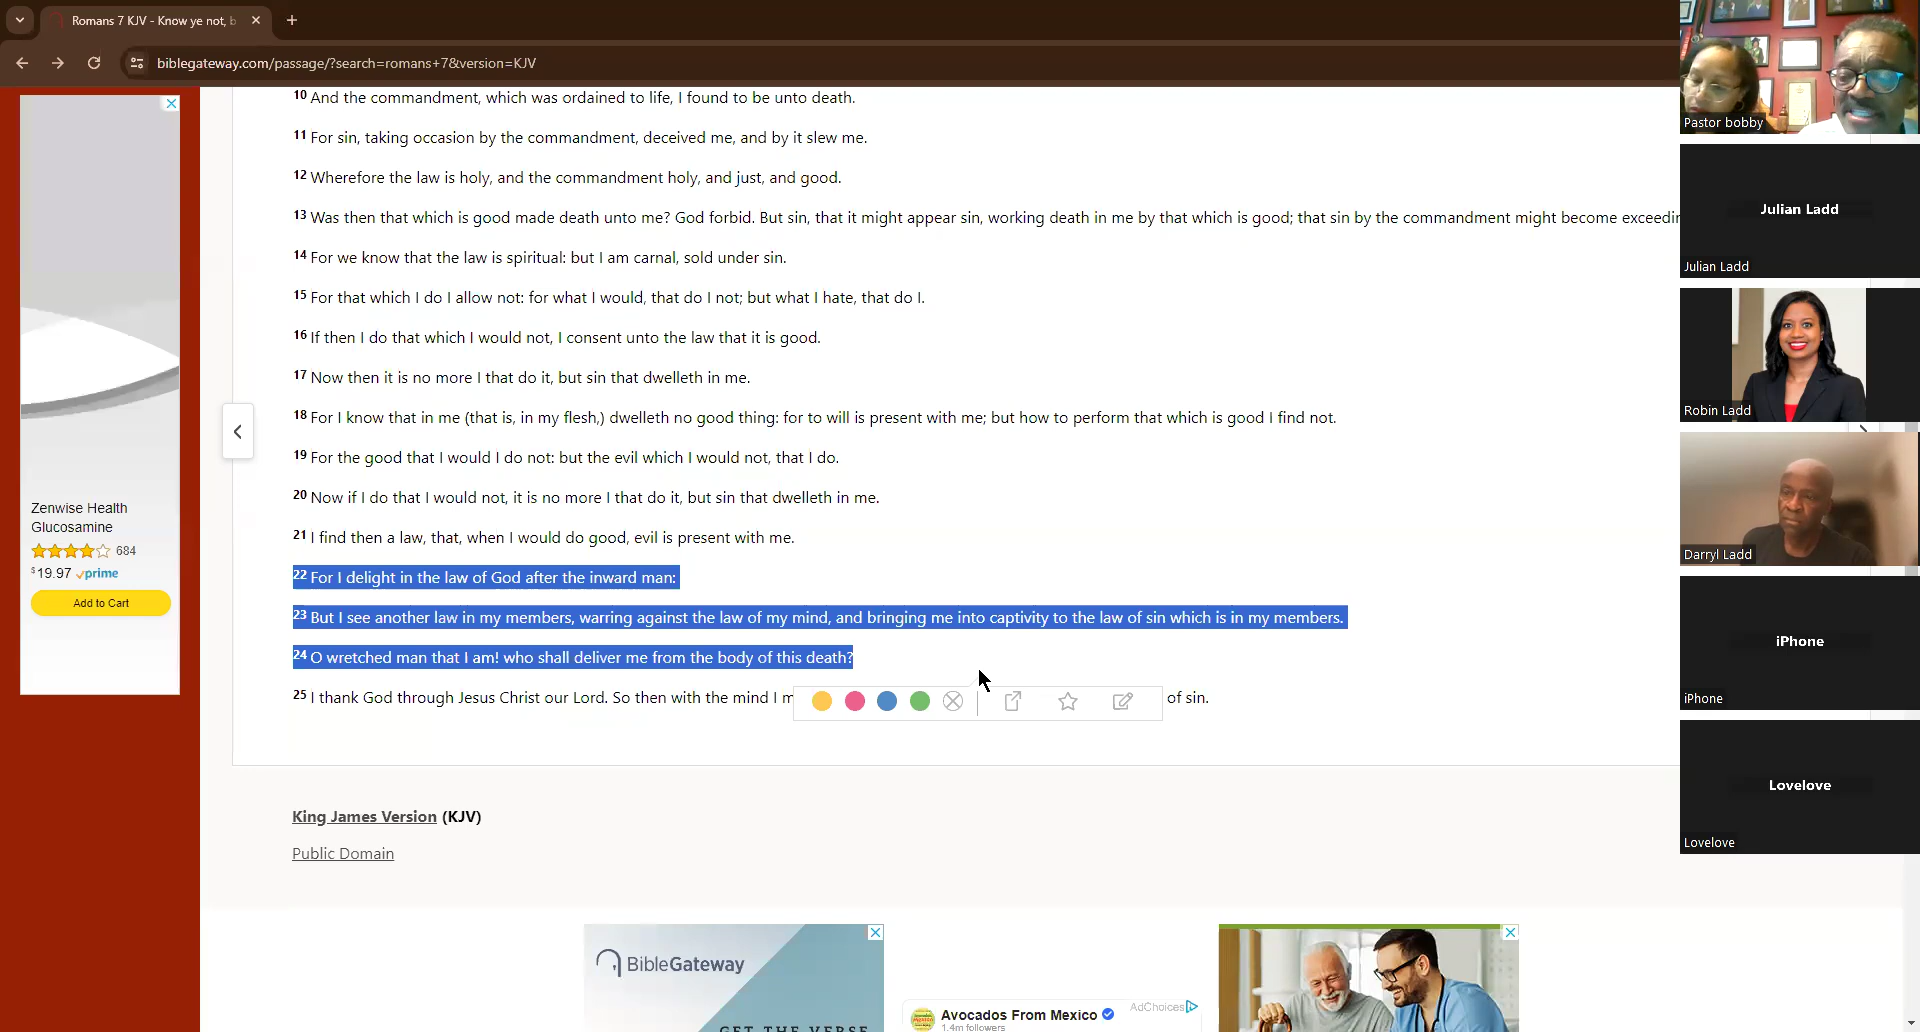 Romans 7 KJV - Know ye not, b
biblegateway.com/passage/?search=romans+7&version=KJV
10 And the commandment, which was ordained to life, I found to be unto death.
11 For sin, taking occasion by the commandment, deceived me, and by it slew me.
12 Wherefore the law is holy, and the commandment holy, and just, and good.
13 Was then that which is good made death unto me? God forbid. But sin, that it might appear sin, working death in me by that which is good; that sin by the commandment might become exceedin
14 For we know that the law is spiritual: but I am carnal, sold under sin.
15 For that which I do I allow not: for what I would, that do I not; but what I hate, that do I.
16 If then I do that which I would not, I consent unto the law that it is good.
17 Now then it is no more I that do it, but sin that dwelleth in me.
18 For I know that in me (that is, in my flesh,) dwelleth no good thing: for to will is present with me; but how to perform that which is good I find not.
19 For the good that I would I do not: but the evil which I would not, that I do.
20 Now if I do that I would not, it is no more I that do it, but sin that dwelleth in me.
21 I find then a law, that, when I would do good, evil is present with me.
22 For I delight in the law of God after the inward man:
23 But I see another law in my members, warring against the law of my mind, and bringing me into captivity to the law of sin which is in my members.
24 O wretched man that I am! who shall deliver me from the body of this death?
25 I thank God through Jesus Christ our Lord. So then with the mind I m
of sin.
King James Version (KJV)
Public Domain
Zenwise Health
Glucosamine
684
$19.97 prime
Add to Cart
BibleGateway
GET THE VERSE
AdChoices
Avocados From Mexico
1.4m followers
Pastor bobby
Julian Ladd
Julian Ladd
Robin Ladd
Darryl Ladd
iPhone
iPhone
Lovelove
Lovelove